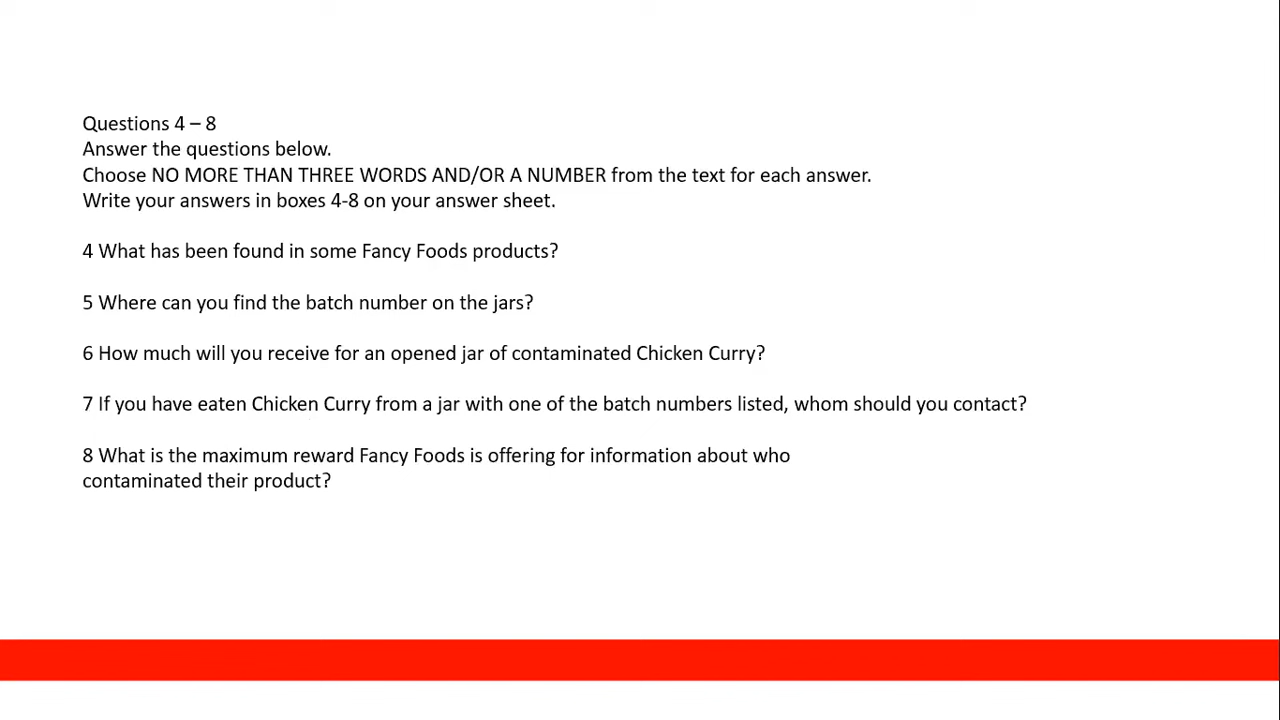 Questions 4 – 8
Answer the questions below.
Choose NO MORE THAN THREE WORDS AND/OR A NUMBER from the text for each answer.
Write your answers in boxes 4-8 on your answer sheet.
4 What has been found in some Fancy Foods products?
5 Where can you find the batch number on the jars?
6 How much will you receive for an opened jar of contaminated Chicken Curry?
7 If you have eaten Chicken Curry from a jar with one of the batch numbers listed, whom should you contact?
8 What is the maximum reward Fancy Foods is offering for information about who
contaminated their product?